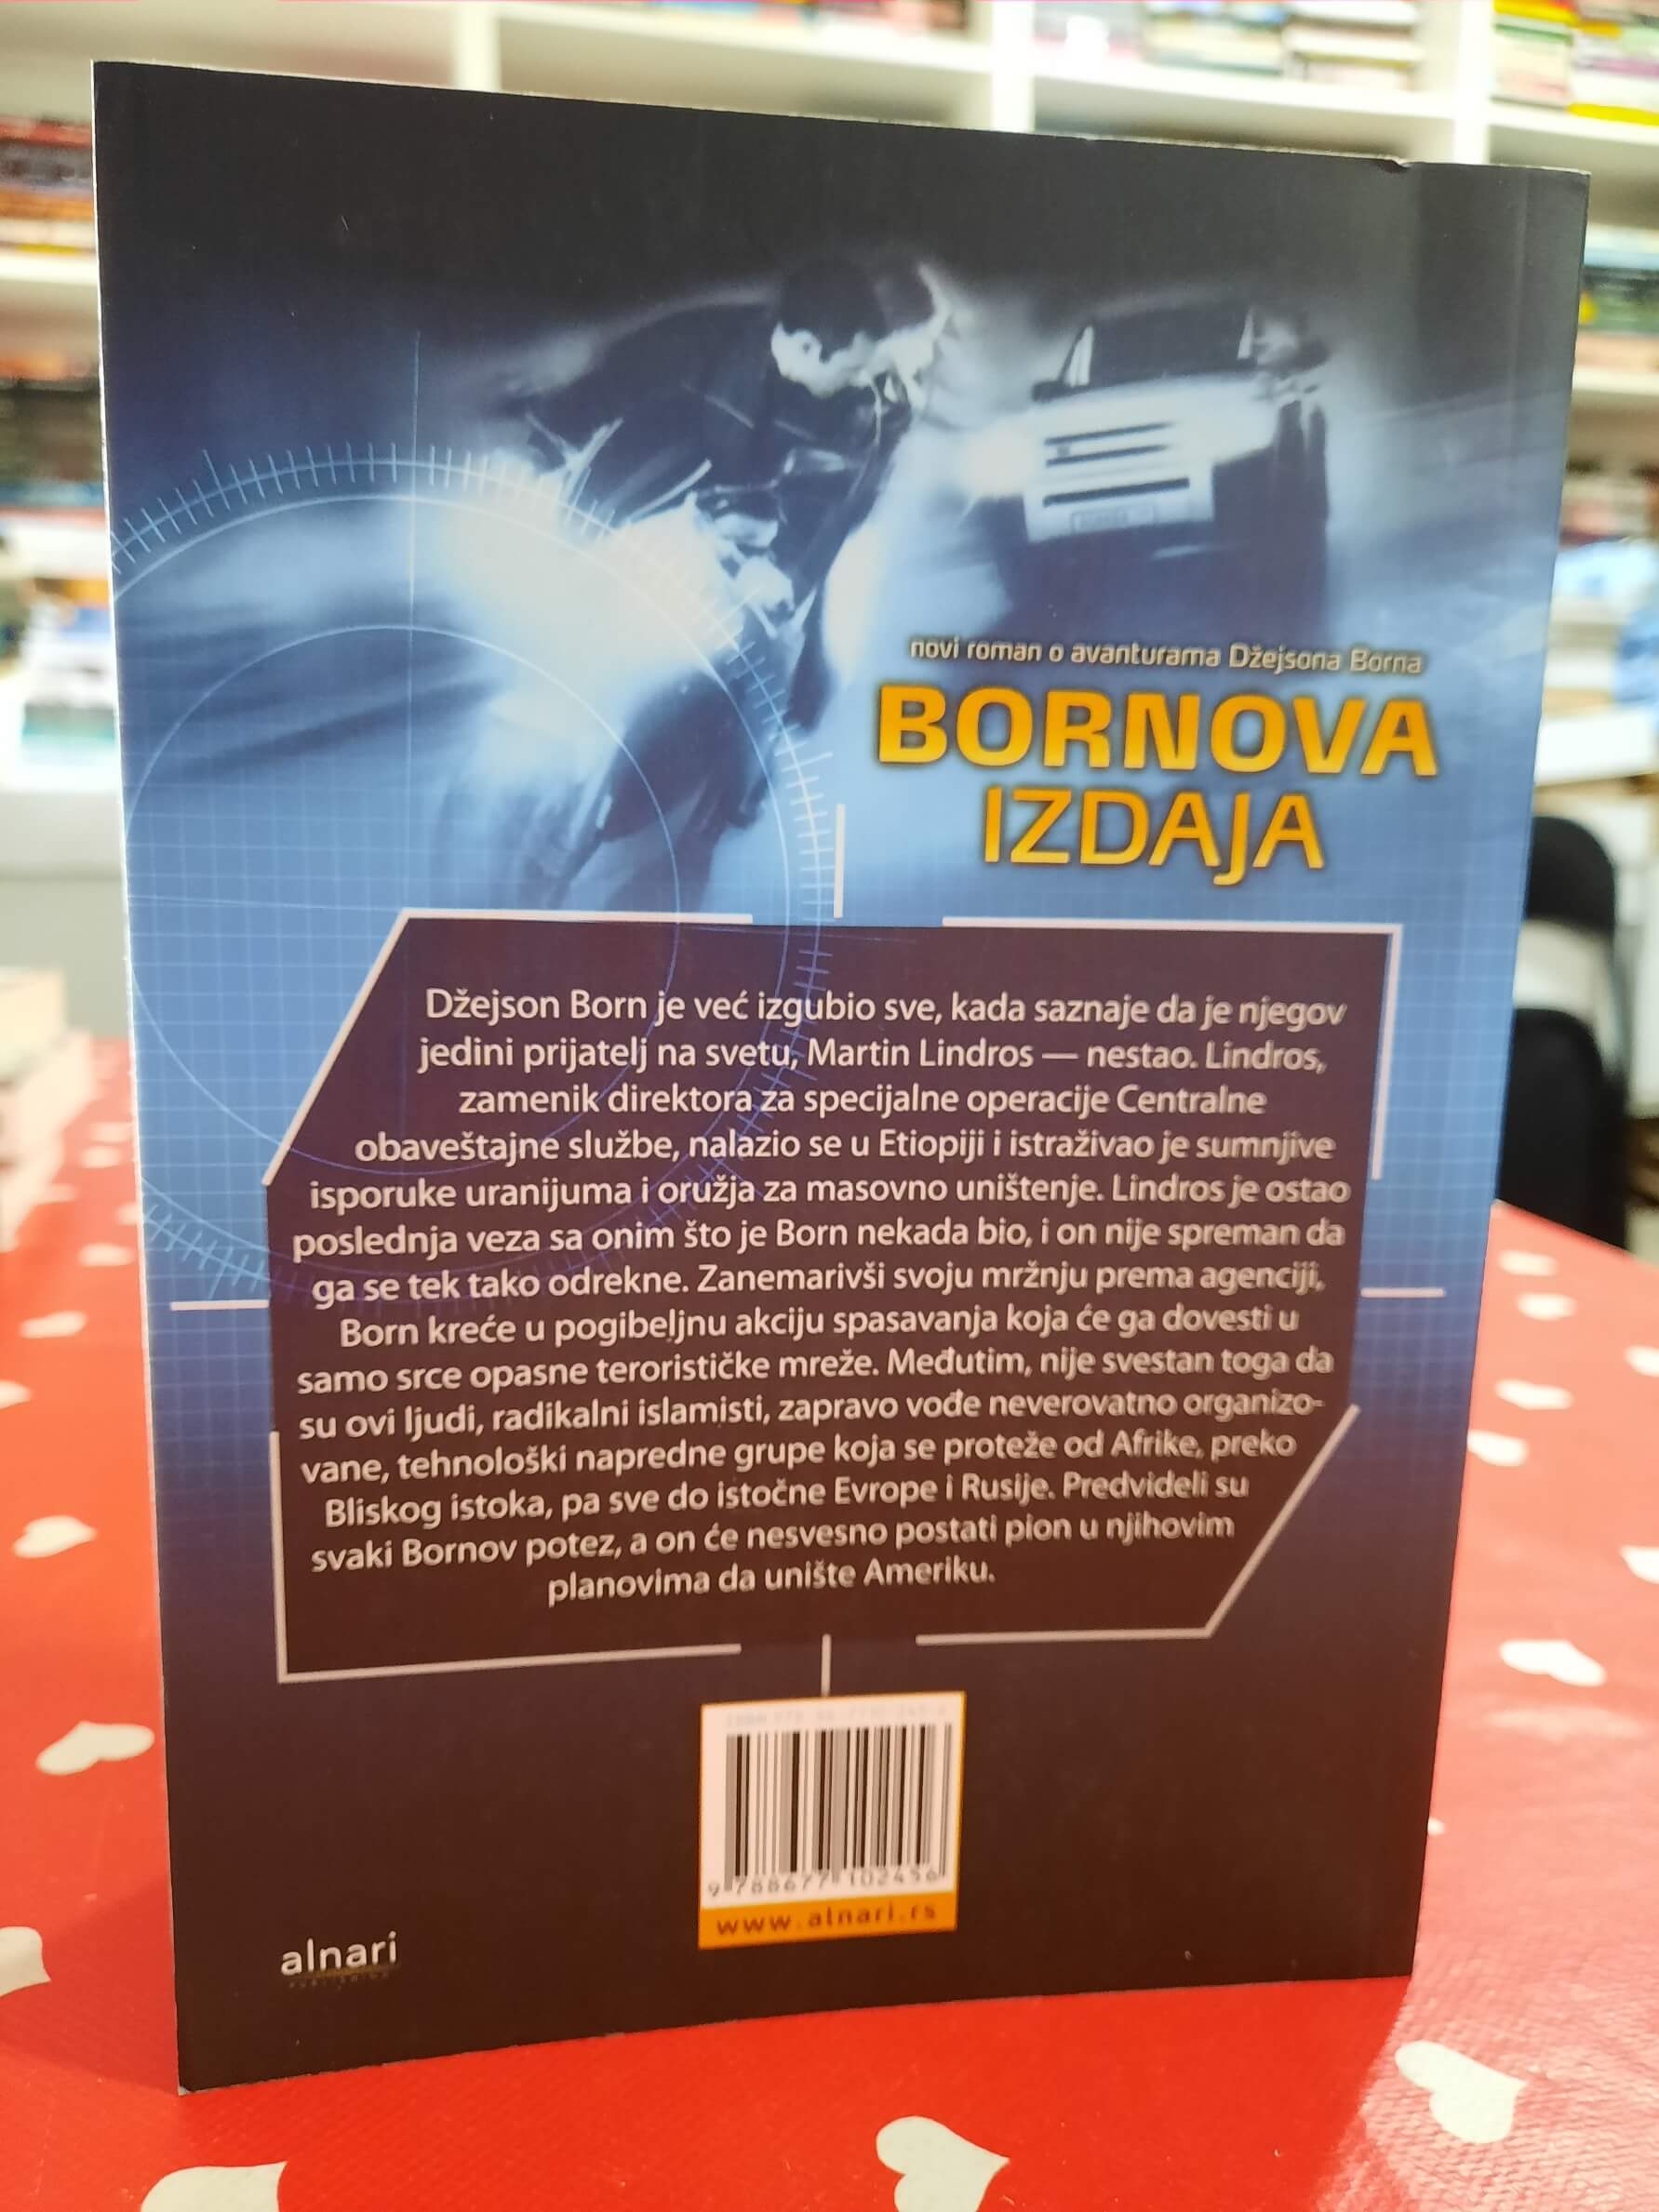 novi roman o avanturama Džejsona Borna
BORNOVA
IZDAJA
Džejson Born je već izgubio sve, kada saznaje da je njegov
jedini prijatelj na svetu, Martin Lindros — nestao. Lindros,
zamenik direktora za specijalne operacije Centralne
obaveštajne službe, nalazio se u Etiopiji i istraživao je sumnjive
isporuke uranijuma i oružja za masovno uništenje. Lindros je ostao
poslednja veza sa onim što je Born nekada bio, i on nije spreman da
ga se tek tako odrekne. Zanemarivši svoju mržnju prema agenciji,
Born kreće u pogibeljnu akciju spasavanja koja će ga dovesti u
samo srce opasne terorističke mreže. Međutim, nije svestan toga da
su ovi ljudi, radikalni islamisti, zapravo vođe neverovatno organizo-
vane, tehnološki napredne grupe koja se proteže od Afrike, preko
Bliskog istoka, pa sve do istočne Evrope i Rusije. Predvideli su
svaki Bornov potez, a on će nesvesno postati pion u njihovim
planovima da unište Ameriku.
9 788677 102456
www.alnari.rs
alnari